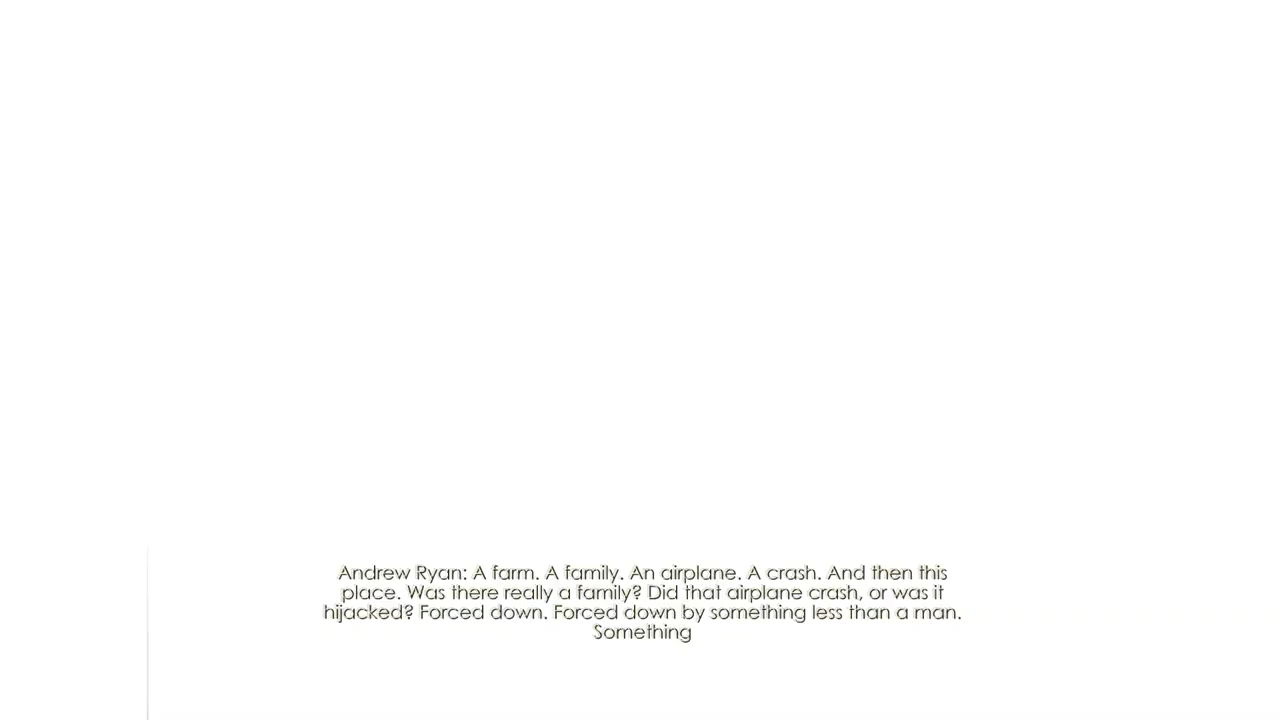 Andrew Ryan: A farm. A family. An airplane. A crash. And then this
place. Was there really a family? Did that airplane crash, or was it
hijacked? Forced down. Forced down by something less than a man.
Something